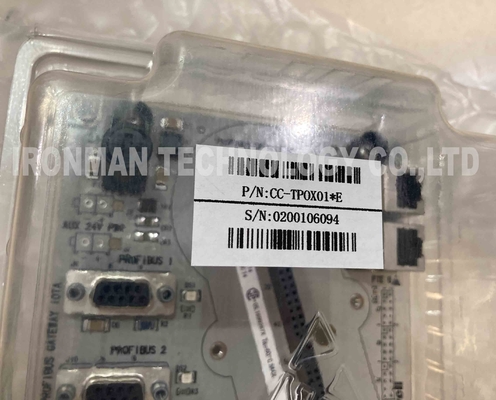 IRONMAN TECHNOLOGY CO.,LTD
P/N:CC-TPOX01*E
S/N:0200106094
AUX 24V PWR
PROFIBUS 1
PROFIBUS GATEWAY IOTA
PROFIBUS 2